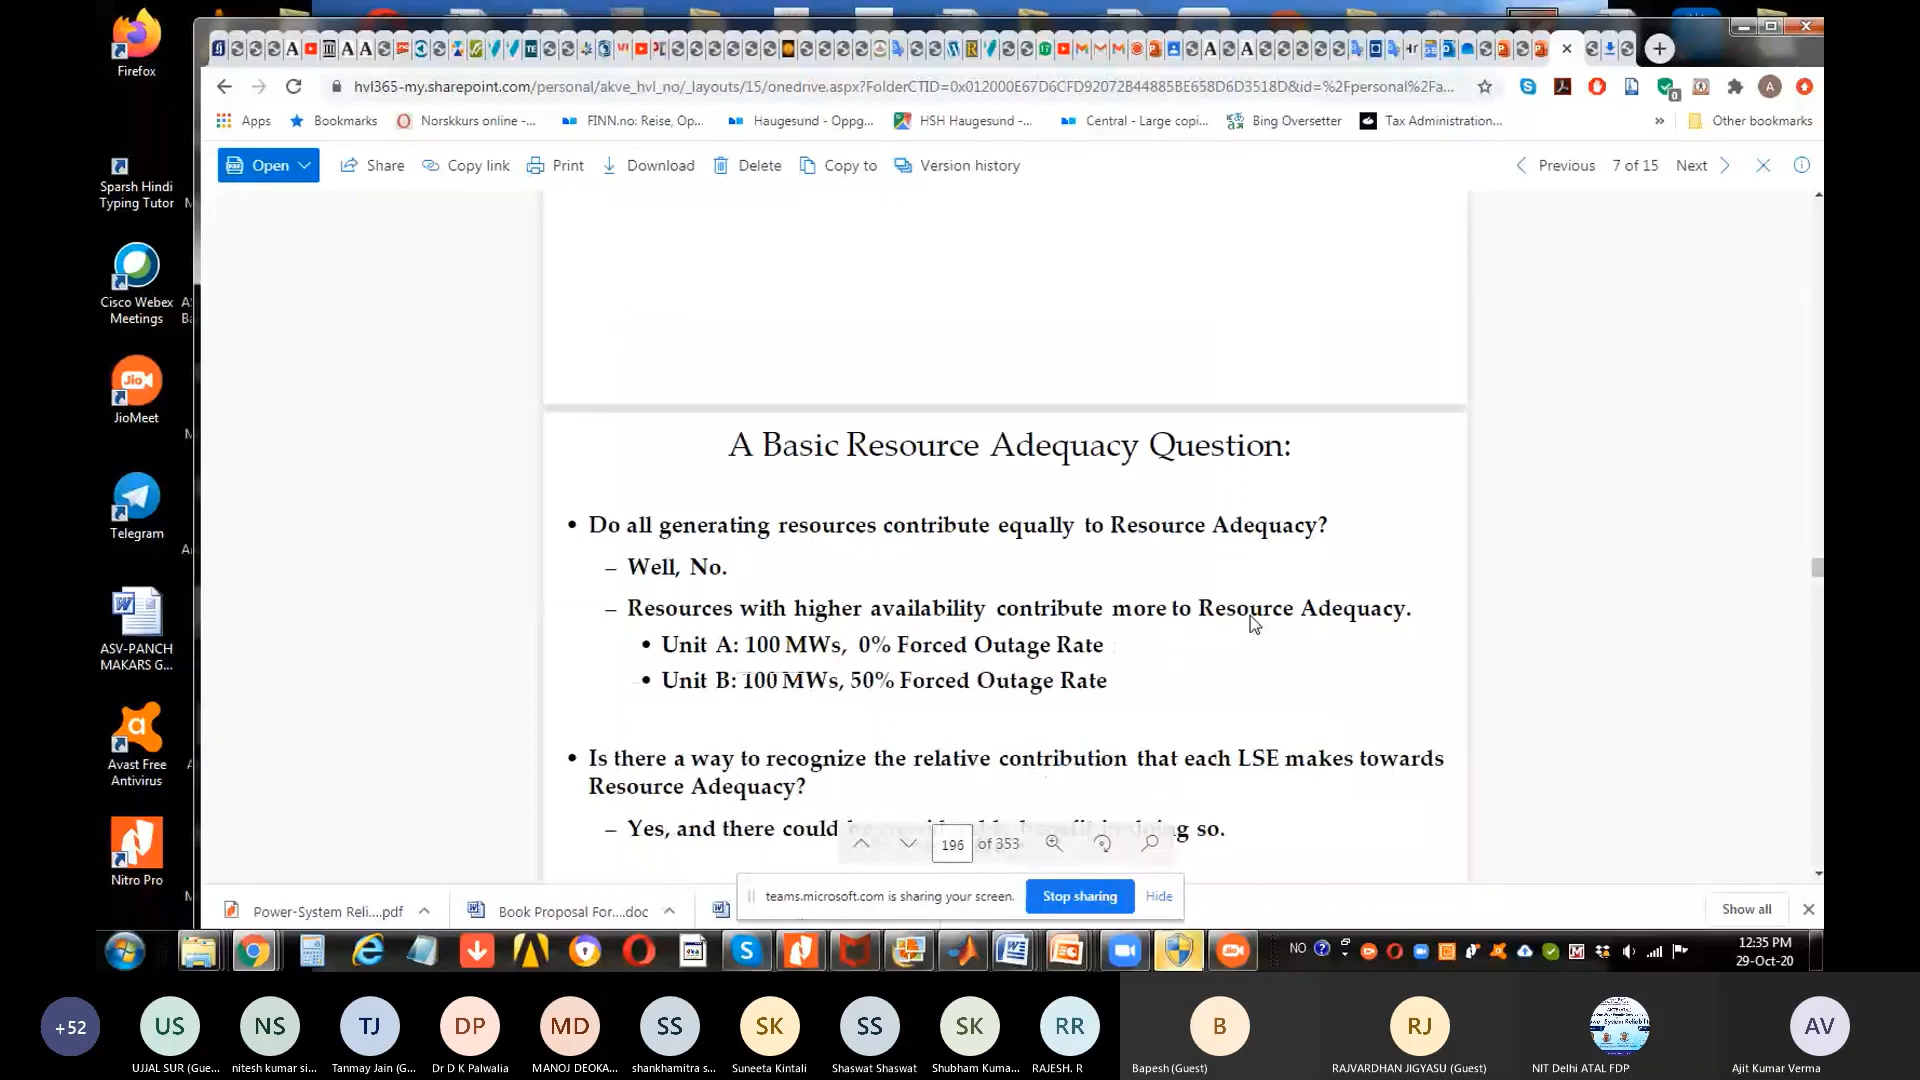 Firefox
hvl365-my.sharepoint.com/personal/akve_hvl_no/_layouts/15/onedrive.aspx?FolderCTID=0x012000E67D6CFD92072B44885BE658D6D3518D&id=%2Fpersonal%2Fa...
Apps Bookmarks Norskkurs online -... FINN.no: Reise, Op... Haugesund - Oppg... HSH Haugesund -... Central - Large copi... Bing Oversetter Tax Administration... » Other bookmarks
Open Share Copy link Print Download Delete Copy to Version history Previous 7 of 15 Next
Sparsh Hindi
Typing Tutor
Cisco Webex
Meetings
JioMeet
Telegram
ASV-PANCH
MAKARS G...
Avast Free
Antivirus
Nitro Pro
A Basic Resource Adequacy Question:
• Do all generating resources contribute equally to Resource Adequacy?
– Well, No.
– Resources with higher availability contribute more to Resource Adequacy.
• Unit A: 100 MWs, 0% Forced Outage Rate
• Unit B: 100 MWs, 50% Forced Outage Rate
• Is there a way to recognize the relative contribution that each LSE makes towards
Resource Adequacy?
– Yes, and there could so.
196 of 353
teams.microsoft.com is sharing your screen. Stop sharing Hide
Power-System Reli....pdf Book Proposal For....doc Show all
NO 12:35 PM
29-Oct-20
+52 US NS TJ DP MD SS SK SS SK RR B RJ AV
UJJAL SUR (Gue... nitesh kumar si... Tanmay Jain (G... Dr D K Palwalia MANOJ DEOKA... shankhamitra s... Suneeta Kintali Shaswat Shaswat Shubham Kuma... RAJESH. R Bapesh (Guest) RAJVARDHAN JIGYASU (Guest) NIT Delhi ATAL FDP Ajit Kumar Verma